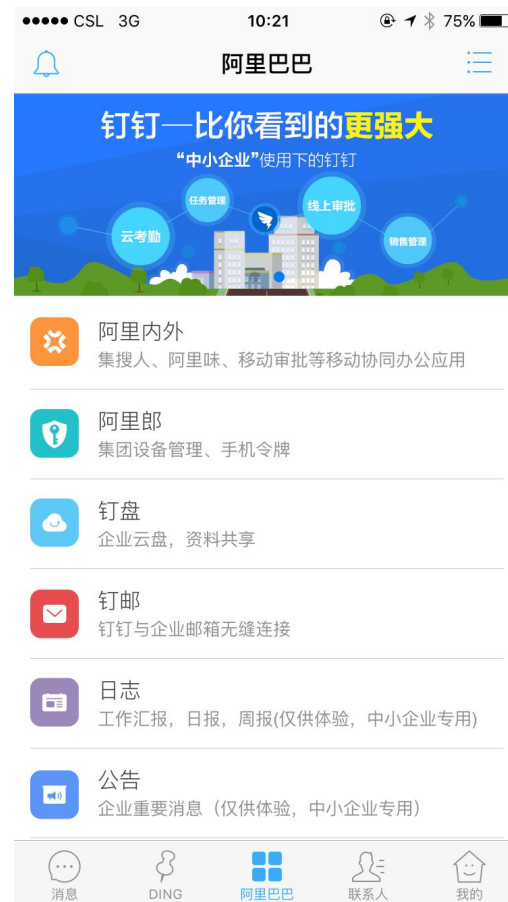 CSL 3G 10:21 75%
阿里巴巴
钉钉—比你看到的更强大
“中小企业”使用下的钉钉
任务管理
线上审批
云考勤
销售管理
阿里内外
集搜人、阿里味、移动审批等移动协同办公应用
阿里郎
集团设备管理、手机令牌
钉盘
企业云盘，资料共享
钉邮
钉钉与企业邮箱无缝连接
日志
工作汇报，日报，周报(仅供体验，中小企业专用)
公告
企业重要消息（仅供体验，中小企业专用）
消息 DING 阿里巴巴 联系人 我的